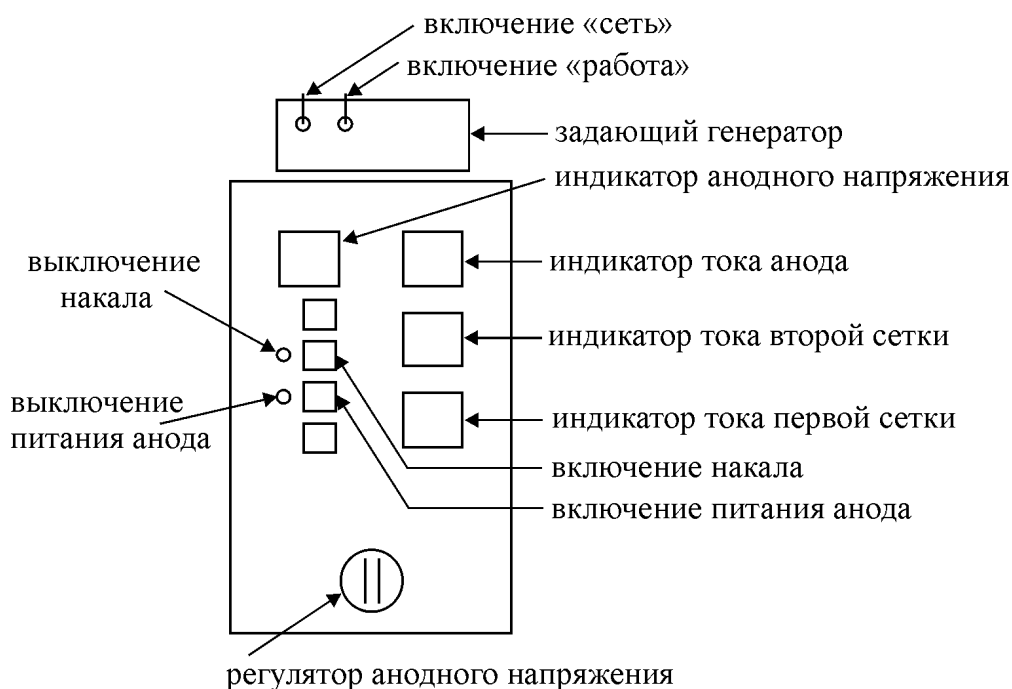 включение «сеть»
включение «работа»
задающий генератор
индикатор анодного напряжения
выключение
накала
индикатор тока анода
индикатор тока второй сетки
выключение
питания анода
индикатор тока первой сетки
включение накала
включение питания анода
регулятор анодного напряжения